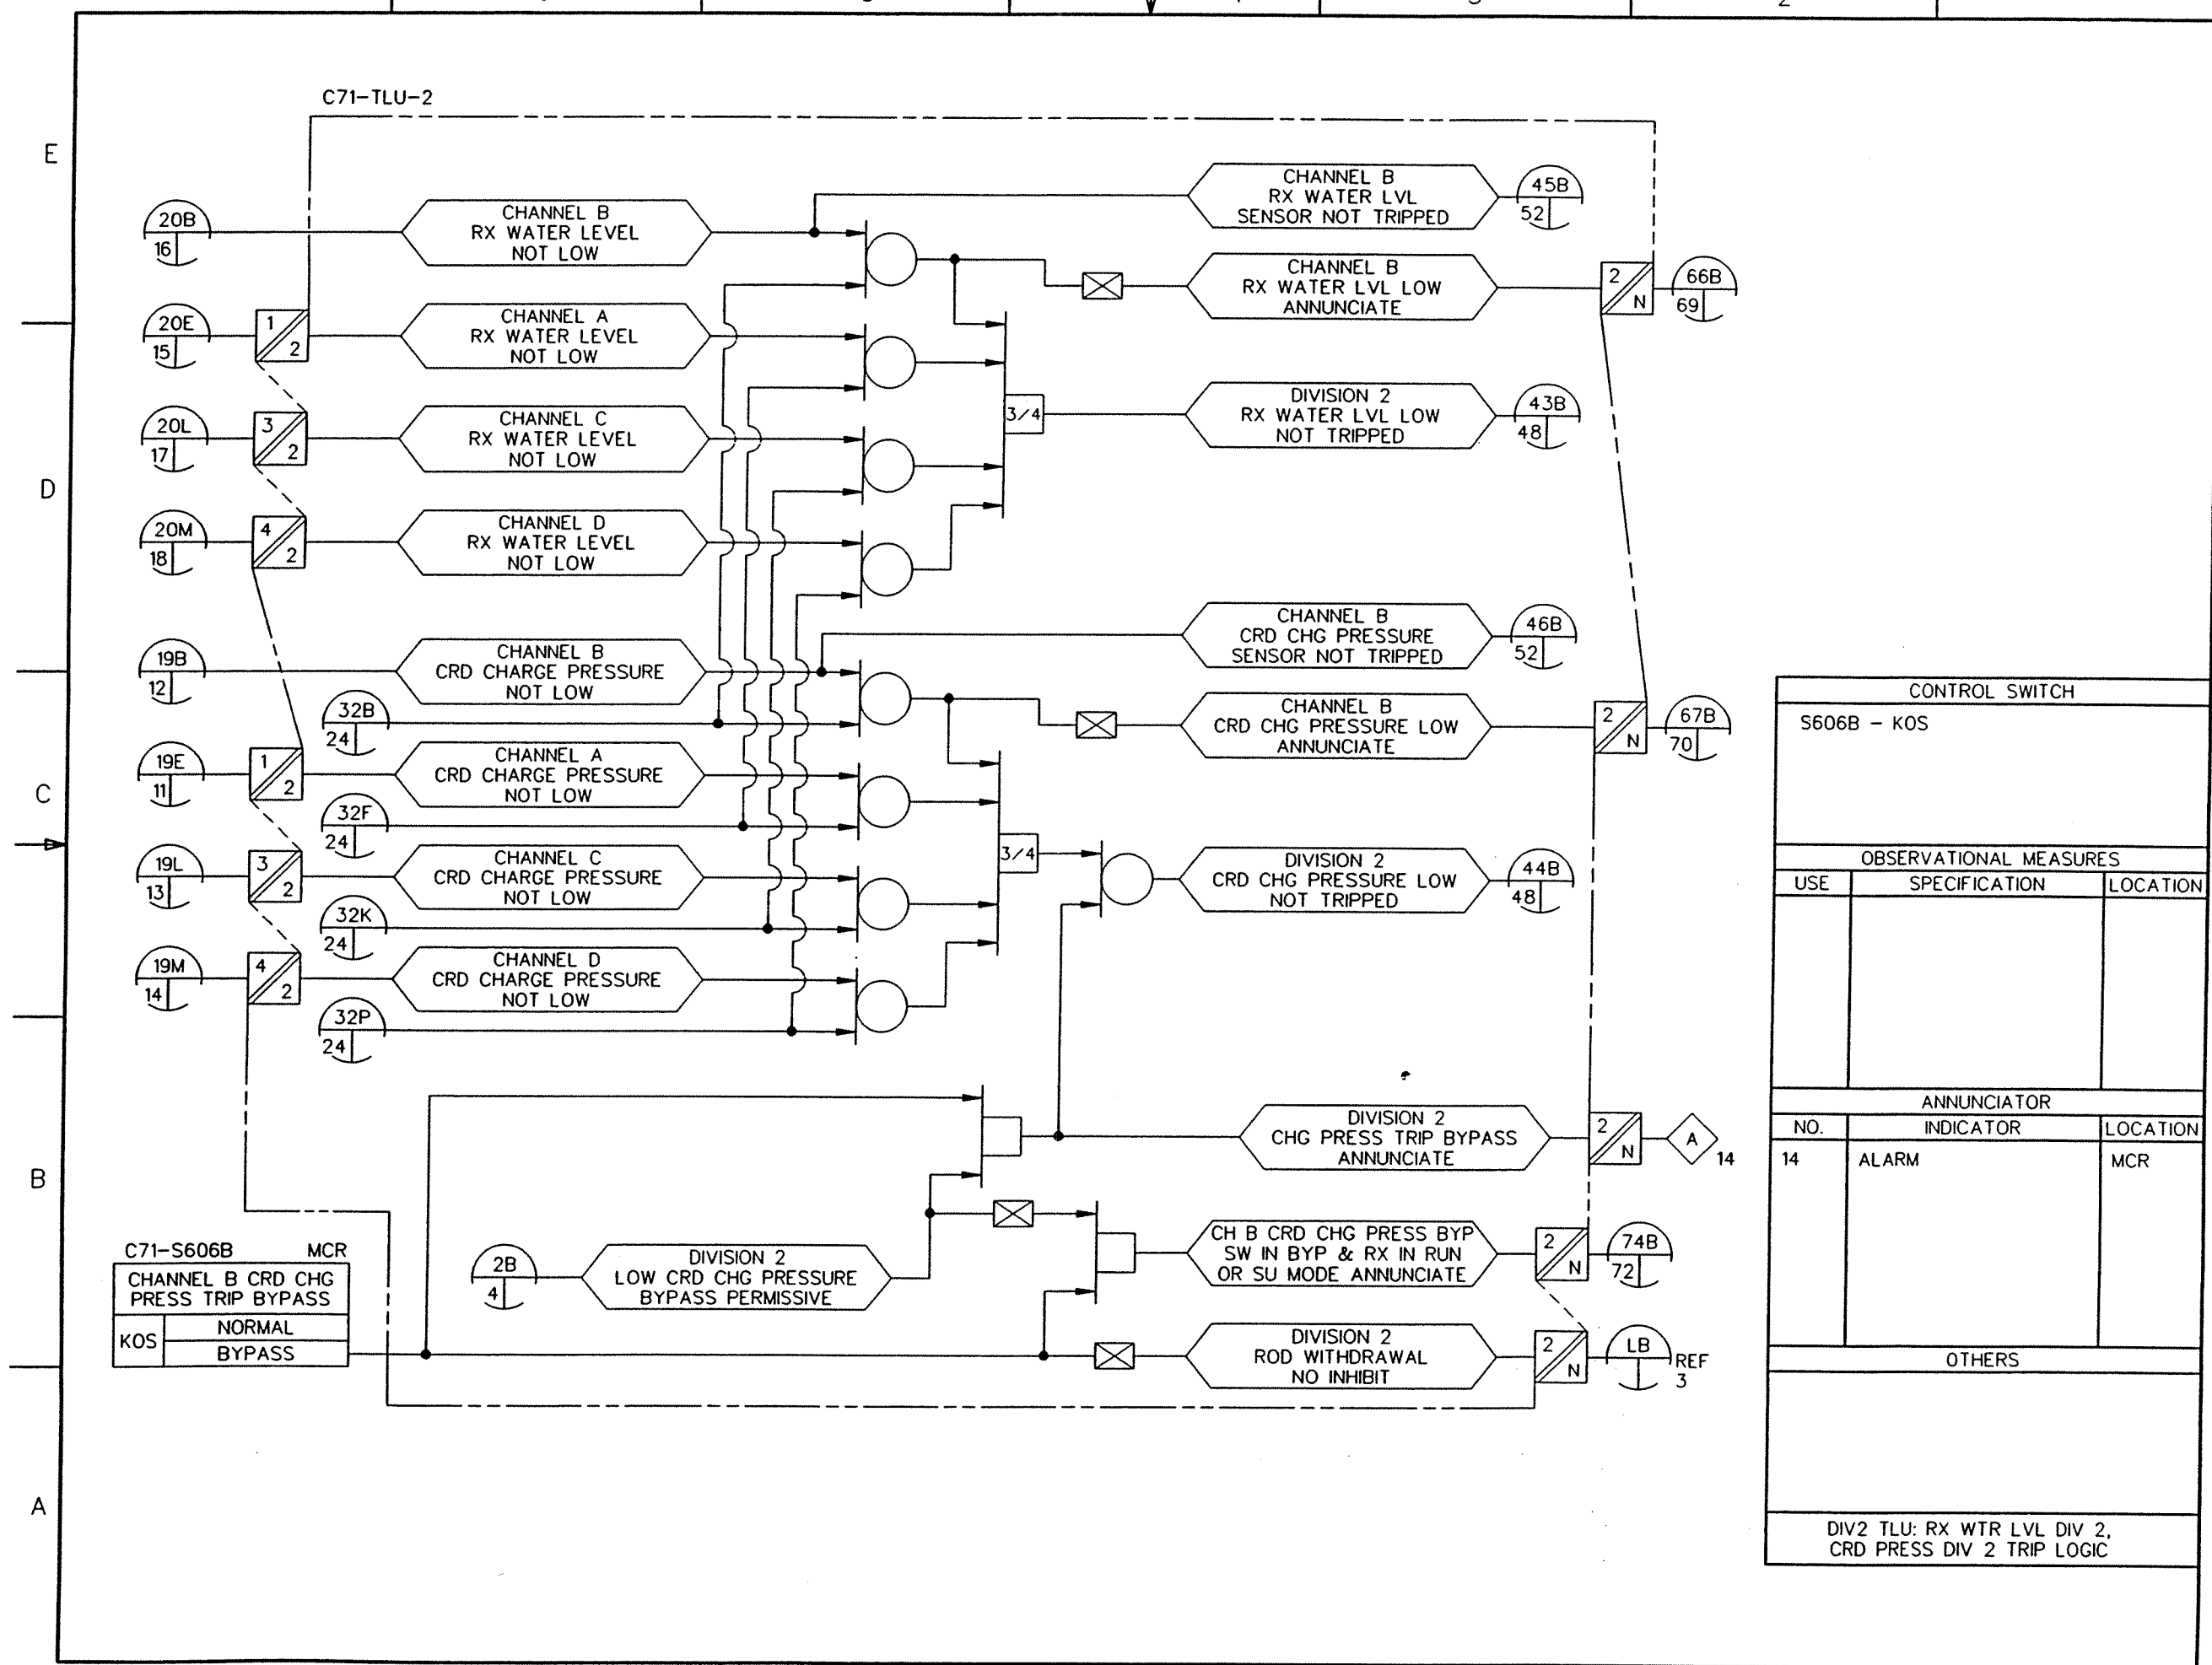 2
C71-TLU-2
E
D
C
B
A
20B
16
CHANNEL B
RX WATER LEVEL
NOT LOW
CHANNEL B
RX WATER LVL
SENSOR NOT TRIPPED
45B
52
CHANNEL B
RX WATER LVL LOW
ANNUNCIATE
2
N
66B
69
20E
15
1
2
CHANNEL A
RX WATER LEVEL
NOT LOW
20L
17
3
2
CHANNEL C
RX WATER LEVEL
NOT LOW
3/4
DIVISION 2
RX WATER LVL LOW
NOT TRIPPED
43B
48
20M
18
4
2
CHANNEL D
RX WATER LEVEL
NOT LOW
CHANNEL B
CRD CHG PRESSURE
SENSOR NOT TRIPPED
46B
52
19B
12
CHANNEL B
CRD CHARGE PRESSURE
NOT LOW
32B
24
CHANNEL B
CRD CHG PRESSURE LOW
ANNUNCIATE
2
N
67B
70
19E
11
1
2
CHANNEL A
CRD CHARGE PRESSURE
NOT LOW
32F
24
19L
13
3
2
CHANNEL C
CRD CHARGE PRESSURE
NOT LOW
3/4
DIVISION 2
CRD CHG PRESSURE LOW
NOT TRIPPED
44B
48
32K
24
19M
14
4
2
CHANNEL D
CRD CHARGE PRESSURE
NOT LOW
32P
24
DIVISION 2
CHG PRESS TRIP BYPASS
ANNUNCIATE
2
N
A
14
CH B CRD CHG PRESS BYP
SW IN BYP & RX IN RUN
OR SU MODE ANNUNCIATE
2
N
74B
72
2B
4
DIVISION 2
LOW CRD CHG PRESSURE
BYPASS PERMISSIVE
C71-S606B MCR
CHANNEL B CRD CHG
PRESS TRIP BYPASS
KOS
NORMAL
BYPASS
DIVISION 2
ROD WITHDRAWAL
NO INHIBIT
2
N
LB
REF
3
CONTROL SWITCH
S606B - KOS
OBSERVATIONAL MEASURES
USE SPECIFICATION LOCATION
ANNUNCIATOR
NO. INDICATOR LOCATION
14 ALARM MCR
OTHERS
DIV2 TLU: RX WTR LVL DIV 2,
CRD PRESS DIV 2 TRIP LOGIC